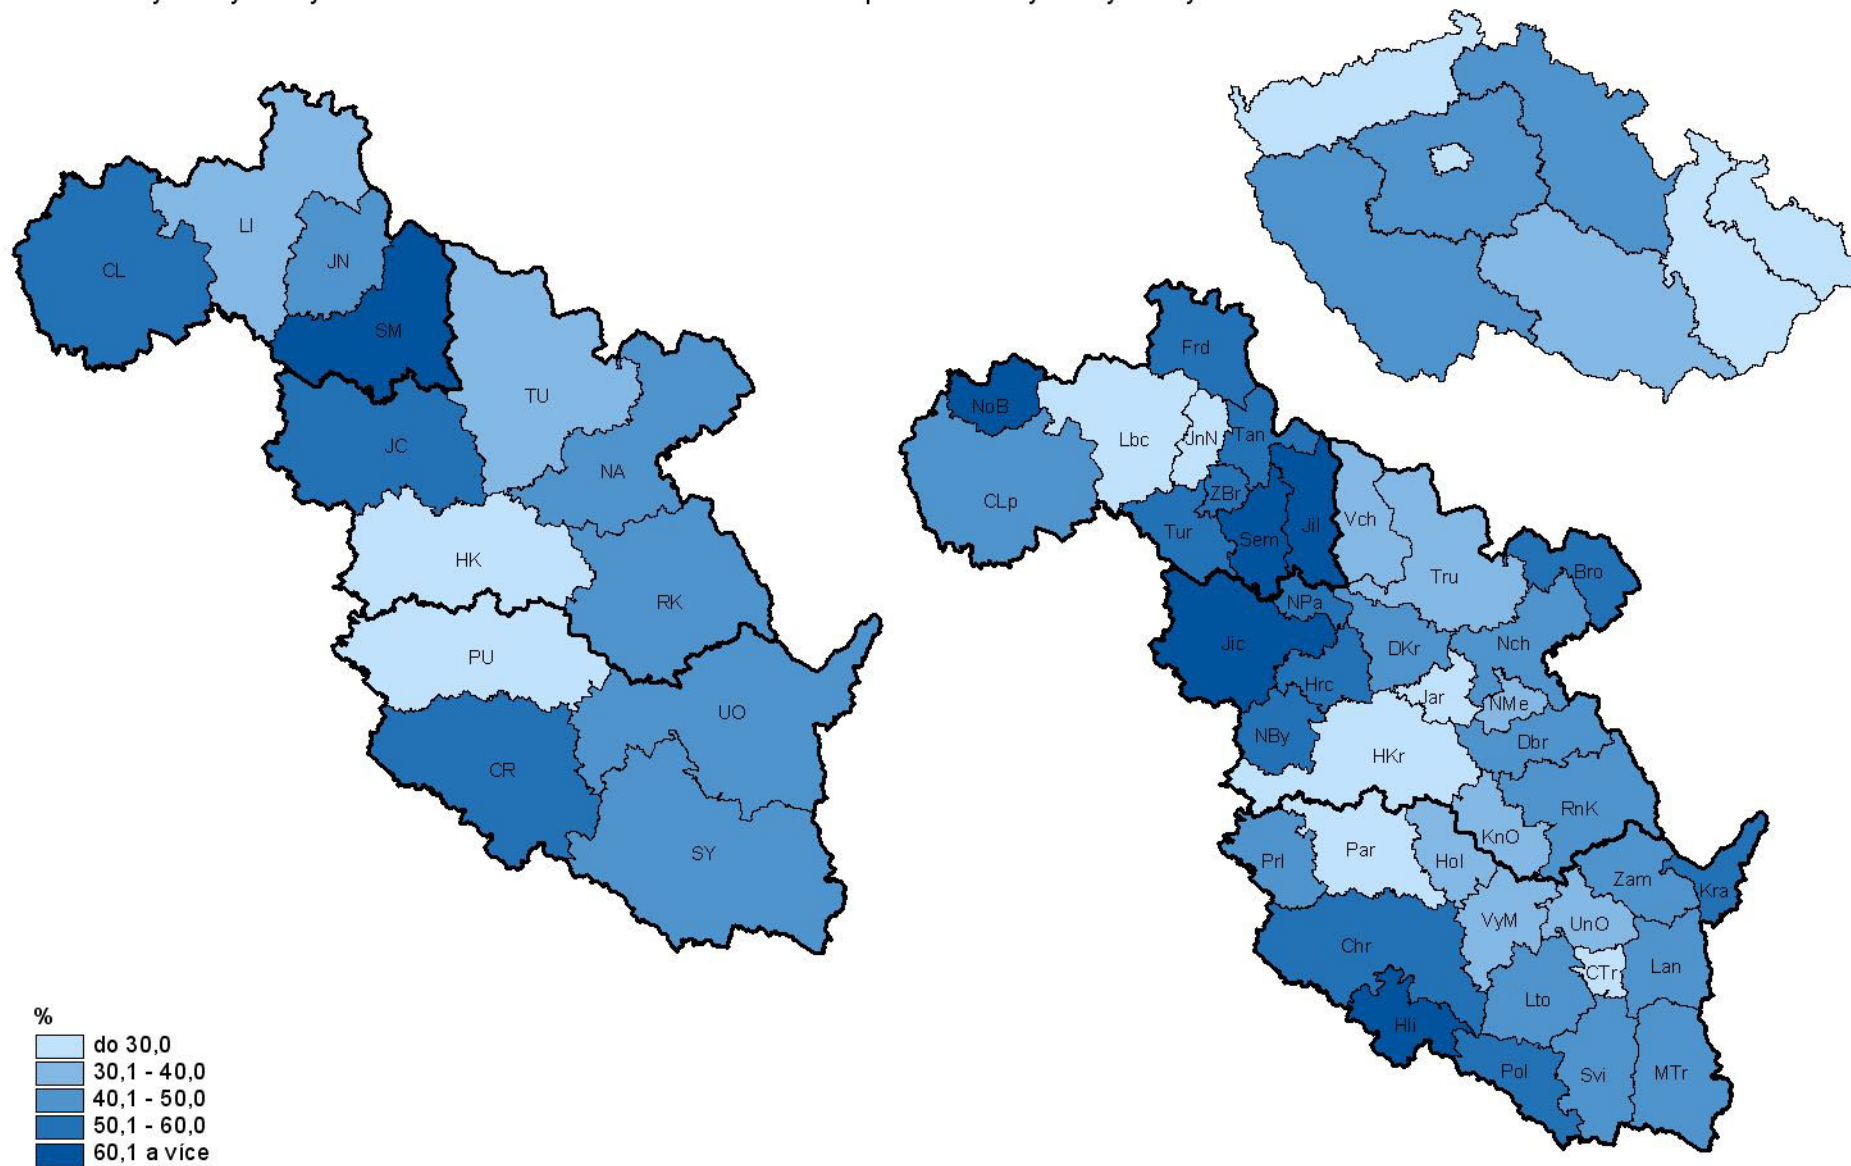 LI
CL
JN
SM
TU
JC
NA
HK
RK
PU
UO
CR
SY
Frd
NoB
Lbc
JnN
Tan
CLp
ZBr
Tur
Sem
Jil
Vch
Tru
Bro
NPa
Jic
DKr
Nch
Hrc
Jar
NMe
NBy
HKr
Dbr
RnK
KnO
Prl
Par
Hol
Zam
Kra
VyM
UnO
Chr
CTr
Lan
Lto
Hli
Pol
Svi
MTr
%
do 30,0
30,1 - 40,0
40,1 - 50,0
50,1 - 60,0
60,1 a více